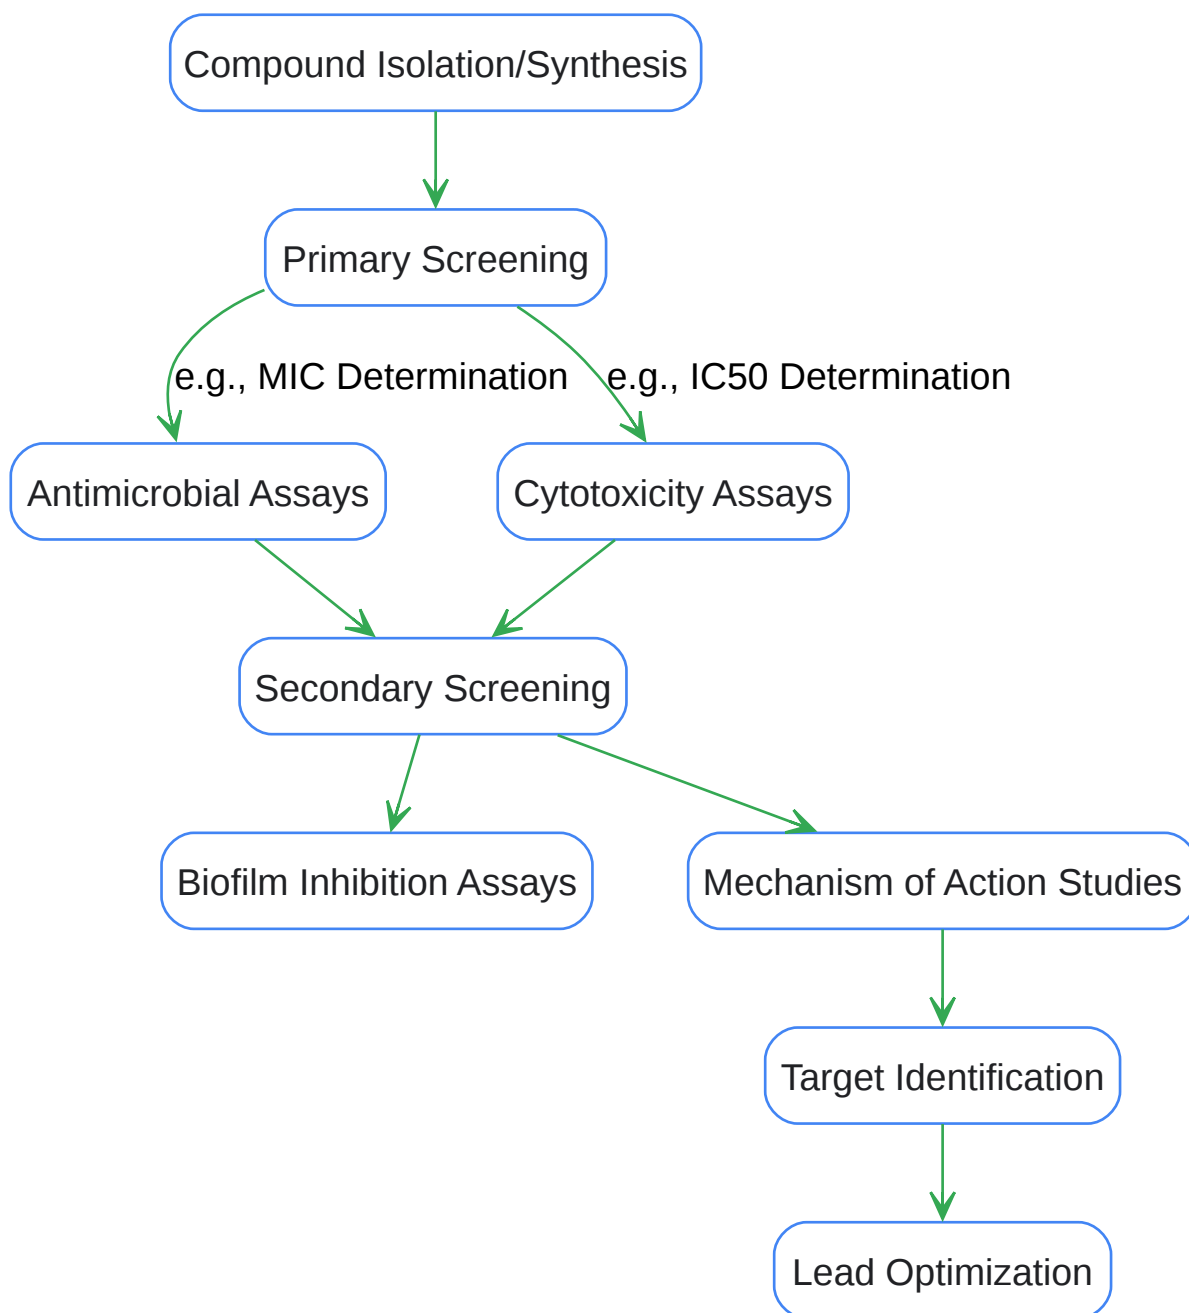 Compound Isolation/Synthesis
Primary Screening
e.g., MIC Determination
e.g., IC50 Determination
Antimicrobial Assays
Cytotoxicity Assays
Secondary Screening
Biofilm Inhibition Assays
Mechanism of Action Studies
Target Identification
Lead Optimization